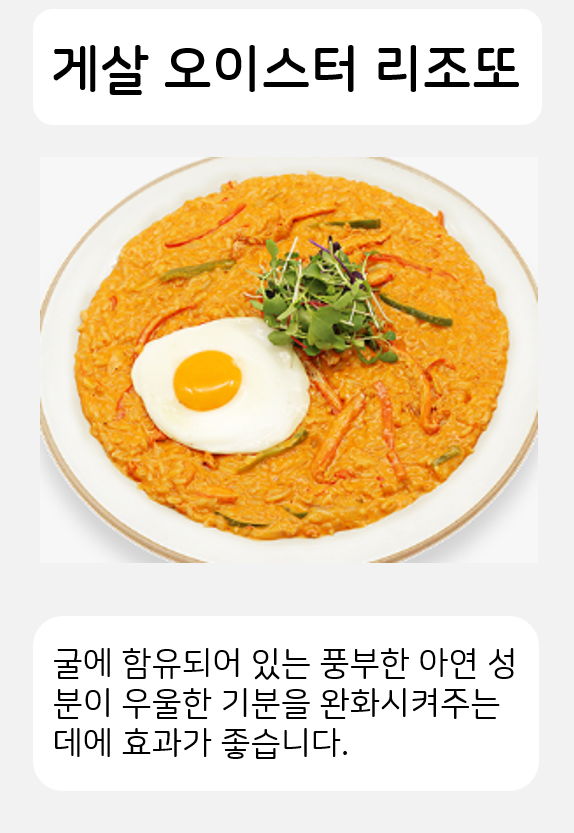 게살 오이스터 리조또
굴에 함유되어 있는 풍부한 아연 성
분이 우울한 기분을 완화시켜주는
데에 효과가 좋습니다.